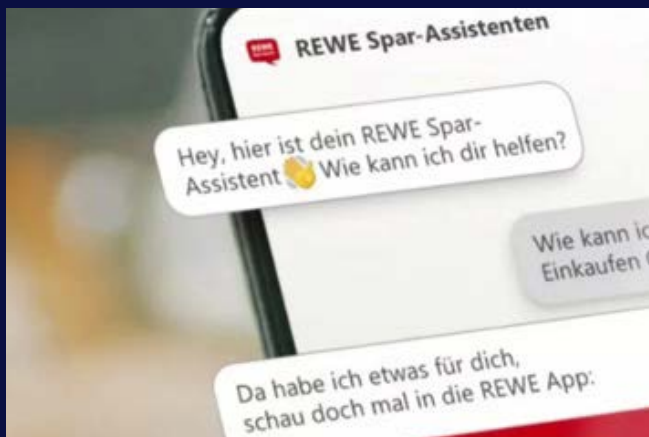 REWE
REWE Spar-Assistenten
Hey, hier ist dein REWE Spar-
Assistent 👋 Wie kann ich dir helfen?
Wie kann
Einkaufen
Da habe ich etwas für dich,
schau doch mal in die REWE App: